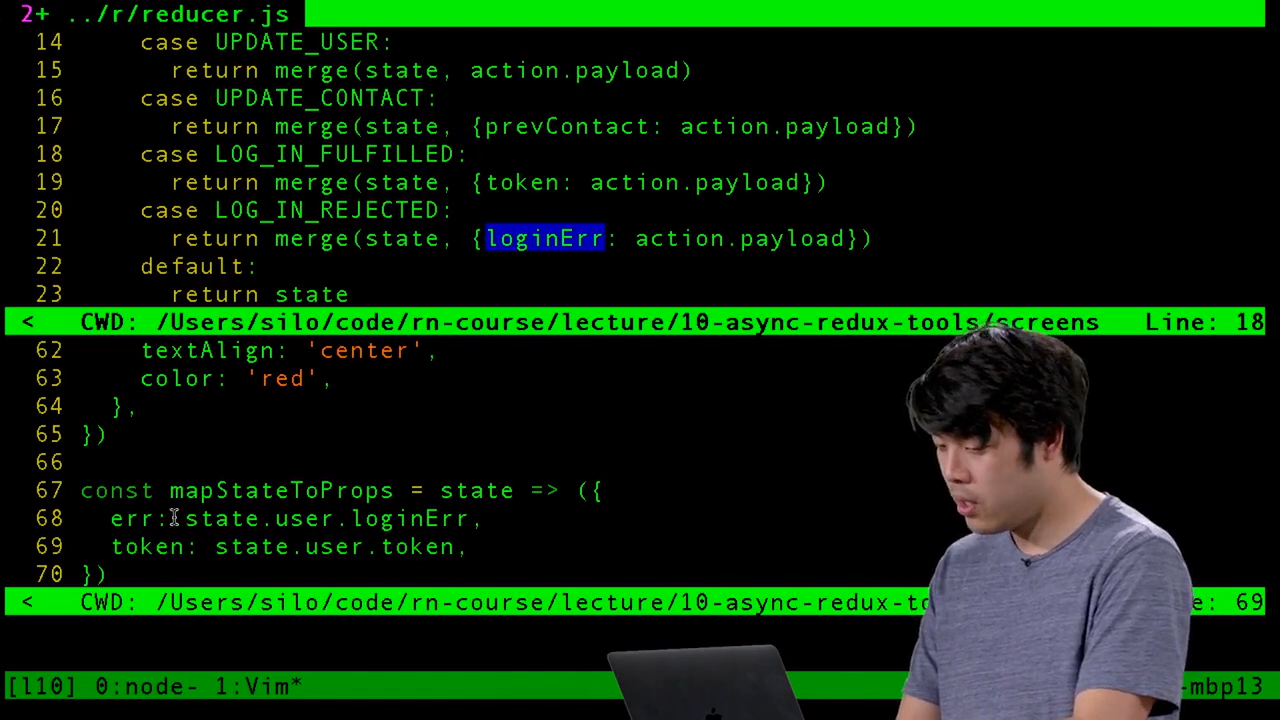 2+ ../r/reducer.js
14 case UPDATE_USER:
15 return merge(state, action.payload)
16 case UPDATE_CONTACT:
17 return merge(state, {prevContact: action.payload})
18 case LOG_IN_FULFILLED:
19 return merge(state, {token: action.payload})
20 case LOG_IN_REJECTED:
21 return merge(state, {loginErr: action.payload})
22 default:
23 return state
< CWD: /Users/silo/code/rn-course/lecture/10-async-redux-tools/screens Line: 18
62 textAlign: 'center',
63 color: 'red',
64 },
65 })
66
67 const mapStateToProps = state => ({
68 err: state.user.loginErr,
69 token: state.user.token,
70 })
< CWD: /Users/silo/code/rn-course/lecture/10-async-redux-to e: 69
[l10] 0:node- 1:Vim* -mbp13